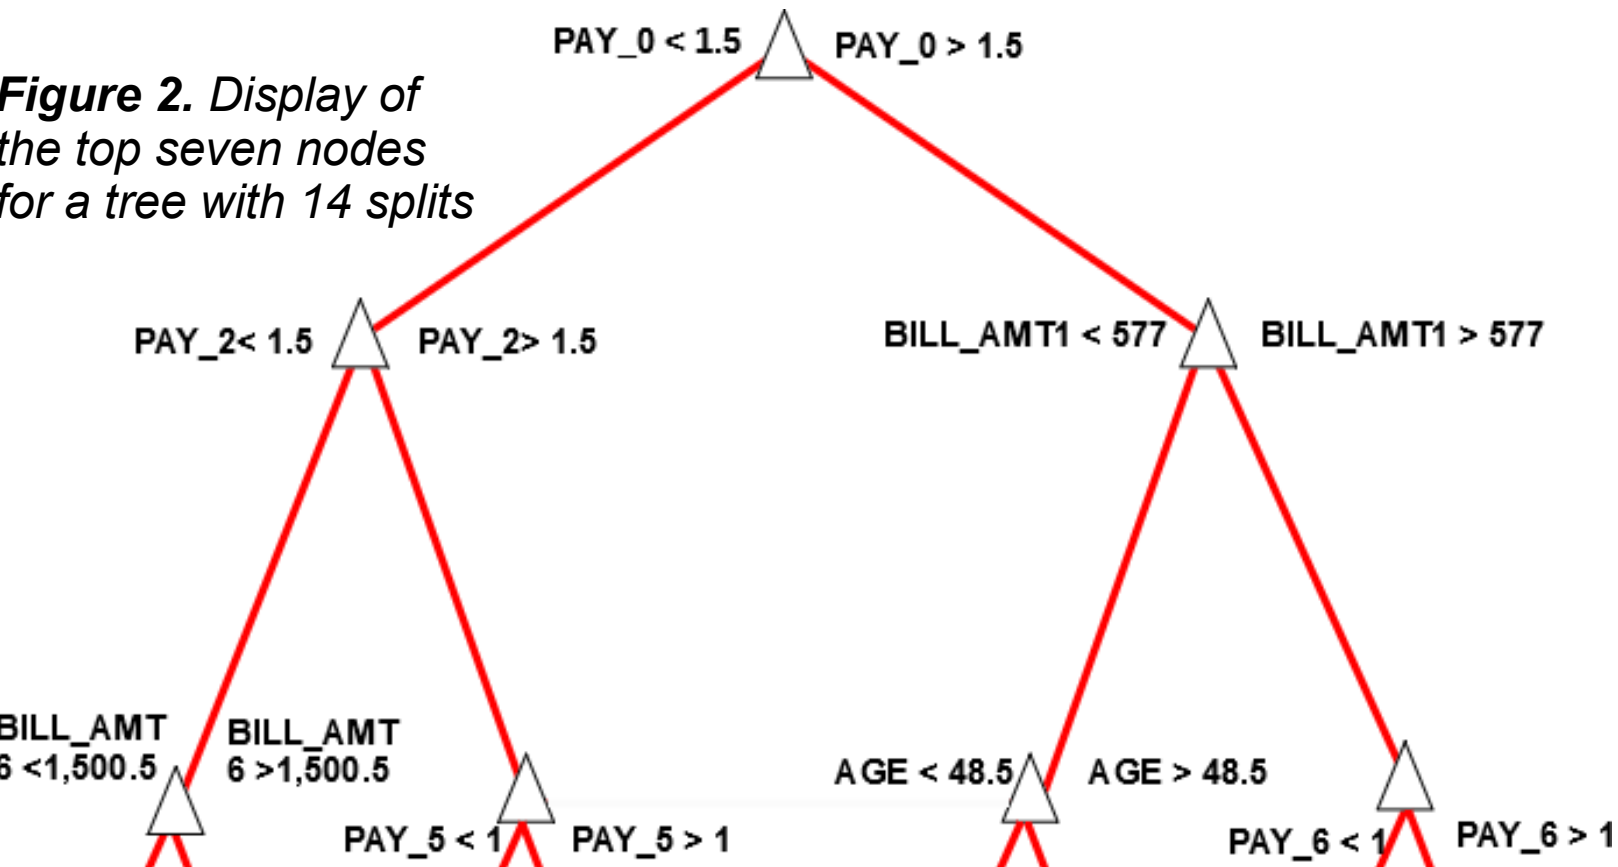 PAY_0 < 1.5
PAY_0 > 1.5
Figure 2. Display of
the top seven nodes
for a tree with 14 splits
PAY_2< 1.5
PAY_2> 1.5
BILL_AMT1 < 577
BILL_AMT1 > 577
BILL_AMT
6 <1,500.5
BILL_AMT
6 >1,500.5
PAY_5 < 1
PAY_5 > 1
AGE < 48.5
AGE > 48.5
PAY_6 < 1
PAY_6 > 1